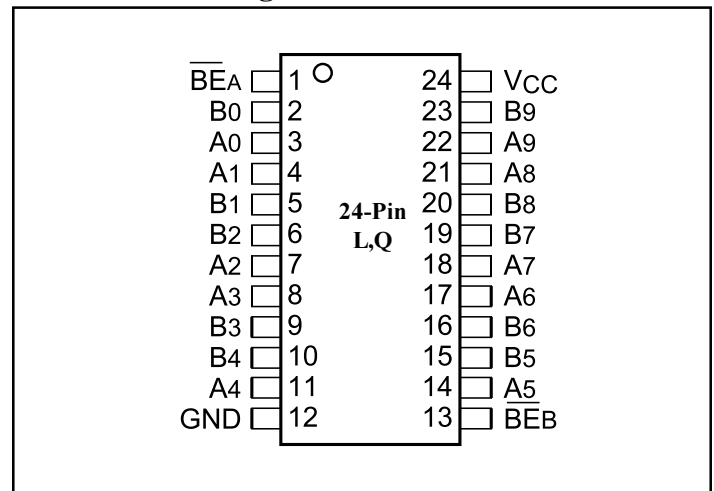 B̅E̅A 1 24 VCC
B0 2 23 B9
A0 3 22 A9
A1 4 21 A8
B1 5 20 B8
24-Pin
B2 6 19 B7
L,Q
A2 7 18 A7
A3 8 17 A6
B3 9 16 B6
B4 10 15 B5
A4 11 14 A5
GND 12 13 B̅E̅B